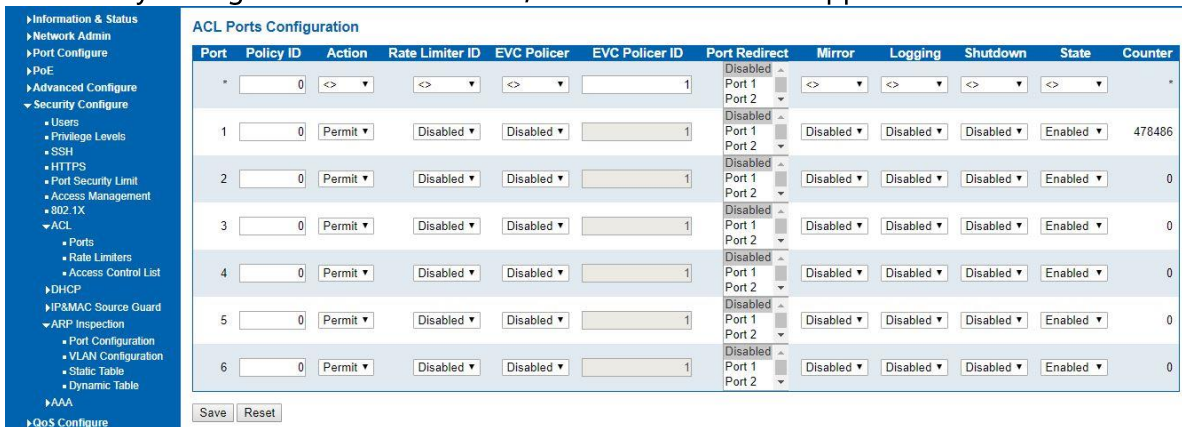 Information & Status
Network Admin
Port Configure
PoE
Advanced Configure
Security Configure
Users
Privilege Levels
SSH
HTTPS
Port Security Limit
Access Management
802.1X
ACL
Ports
Rate Limiters
Access Control List
DHCP
IP&MAC Source Guard
ARP Inspection
Port Configuration
VLAN Configuration
Static Table
Dynamic Table
AAA
QoS Configure
ACL Ports Configuration
Port Policy ID Action Rate Limiter ID EVC Policer EVC Policer ID Port Redirect Mirror Logging Shutdown State Counter
Disabled
* 0 <> <> <> 1 Port 1 <> <> <> <> *
Port 2
Disabled
1 0 Permit Disabled Disabled 1 Port 1 Disabled Disabled Disabled Enabled 478486
Port 2
Disabled
2 0 Permit Disabled Disabled 1 Port 1 Disabled Disabled Disabled Enabled 0
Port 2
Disabled
3 0 Permit Disabled Disabled 1 Port 1 Disabled Disabled Disabled Enabled 0
Port 2
Disabled
4 0 Permit Disabled Disabled 1 Port 1 Disabled Disabled Disabled Enabled 0
Port 2
Disabled
5 0 Permit Disabled Disabled 1 Port 1 Disabled Disabled Disabled Enabled 0
Port 2
Disabled
6 0 Permit Disabled Disabled 1 Port 1 Disabled Disabled Disabled Enabled 0
Port 2
Save Reset